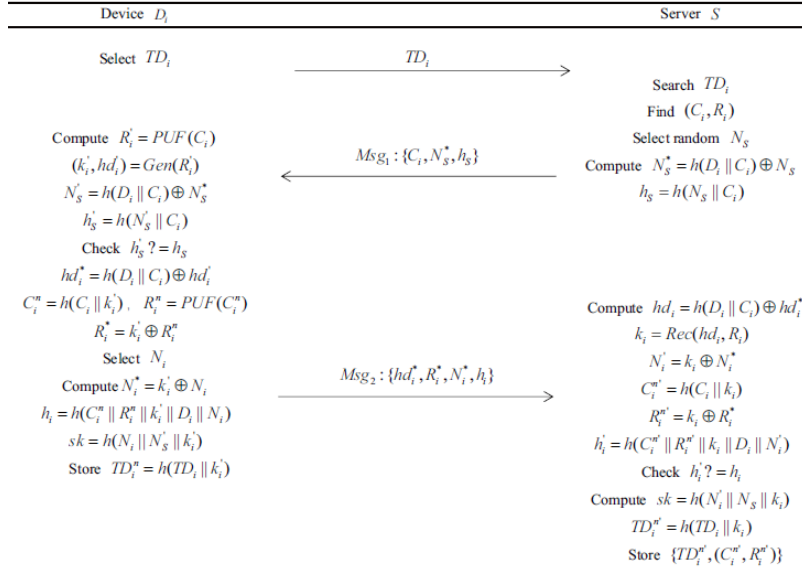 Device D_i Server S
Select TD_i
TD_i
Search TD_i
Find (C_i, R_i)
Compute R_i' = PUF(C_i)
Select random N_S
(k_i', hd_i') = Gen(R_i')
Msg_1 : {C_i, N_S^*, h_S}
Compute N_S^* = h(D_i || C_i) ⊕ N_S
N_S' = h(D_i || C_i) ⊕ N_S^*
h_S = h(N_S || C_i)
h_S' = h(N_S' || C_i)
Check h_S' ?= h_S
hd_i^* = h(D_i || C_i) ⊕ hd_i'
C_i^n = h(C_i || k_i'), R_i^n = PUF(C_i^n)
Compute hd_i = h(D_i || C_i) ⊕ hd_i^*
R_i^* = k_i' ⊕ R_i^n
k_i = Rec(hd_i, R_i)
Select N_i
N_i' = k_i ⊕ N_i^*
Compute N_i^* = k_i' ⊕ N_i
Msg_2 : {hd_i^*, R_i^*, N_i^*, h_i}
C_i^n' = h(C_i || k_i)
h_i = h(C_i^n || R_i^n || k_i' || D_i || N_i)
R_i^n' = k_i ⊕ R_i^*
sk = h(N_i || N_S' || k_i')
h_i' = h(C_i^n' || R_i^n' || k_i || D_i || N_i')
Store TD_i^n = h(TD_i || k_i')
Check h_i' ?= h_i
Compute sk = h(N_i' || N_S || k_i)
TD_i^n' = h(TD_i || k_i)
Store {TD_i^n', (C_i^n', R_i^n')}